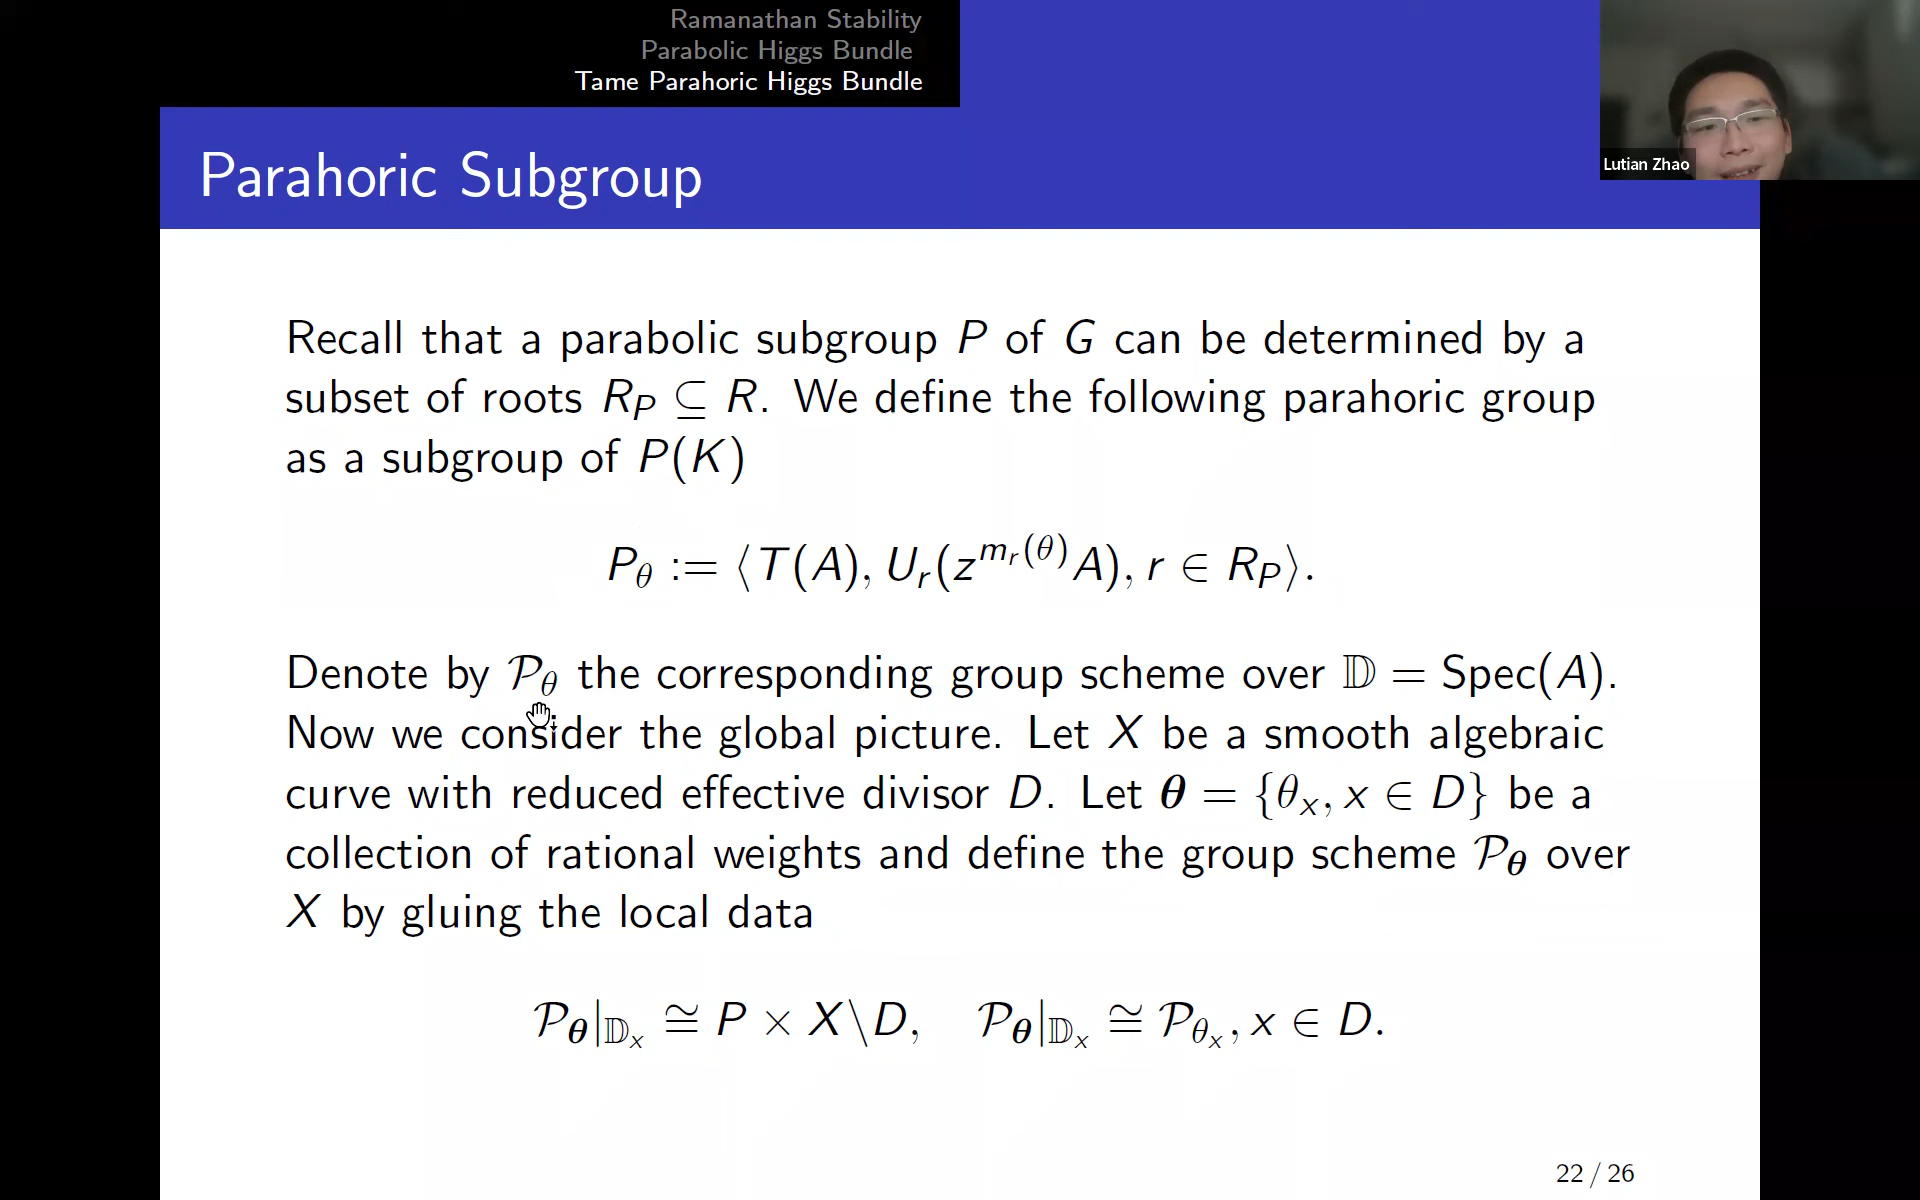 Ramanathan Stability
Parabolic Higgs Bundle
Tame Parahoric Higgs Bundle
Lutian Zhao
Parahoric Subgroup
Recall that a parabolic subgroup P of G can be determined by a
subset of roots R_P ⊆ R. We define the following parahoric group
as a subgroup of P(K)
P_θ := ⟨T(A), U_r(z^{m_r(θ)}A), r ∈ R_P⟩.
Denote by 𝒫_θ the corresponding group scheme over 𝔻 = Spec(A).
Now we consider the global picture. Let X be a smooth algebraic
curve with reduced effective divisor D. Let 𝜽 = {θ_x, x ∈ D} be a
collection of rational weights and define the group scheme 𝒫_𝜽 over
X by gluing the local data
𝒫_𝜽|_{𝔻_x} ≅ P × X\D, 𝒫_𝜽|_{𝔻_x} ≅ 𝒫_{θ_x}, x ∈ D.
22 / 26